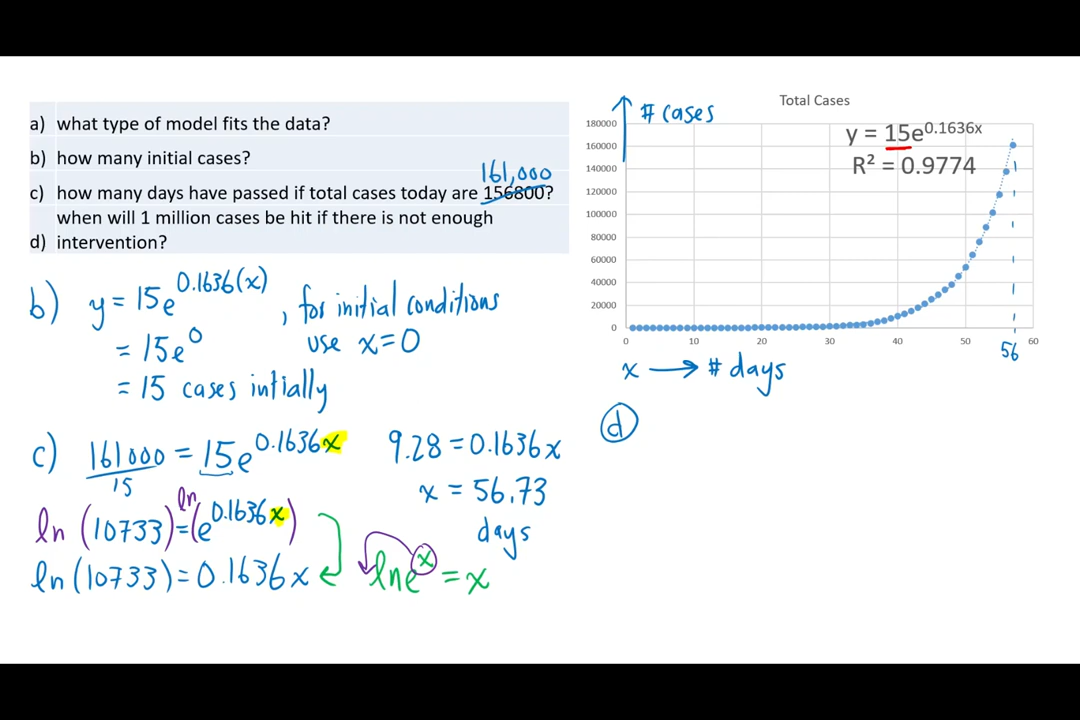 a) what type of model fits the data?
b) how many initial cases?
161,000
c) how many days have passed if total cases today are 156800?
when will 1 million cases be hit if there is not enough
d) intervention?
b) y = 15e^0.1636(x) , for initial conditions
= 15e^0 use x=0
= 15 cases intially
c) 161000/15 = 15e^0.1636x
ln (10733) = ln (e^0.1636x)
ln (10733) = 0.1636x
9.28 = 0.1636x
x = 56.73
days
ln e^x = x
# cases
Total Cases
y = 15e^0.1636x
R² = 0.9774
180000
160000
140000
120000
100000
80000
60000
40000
20000
0
0 10 20 30 40 50 60
56
x → # days
d